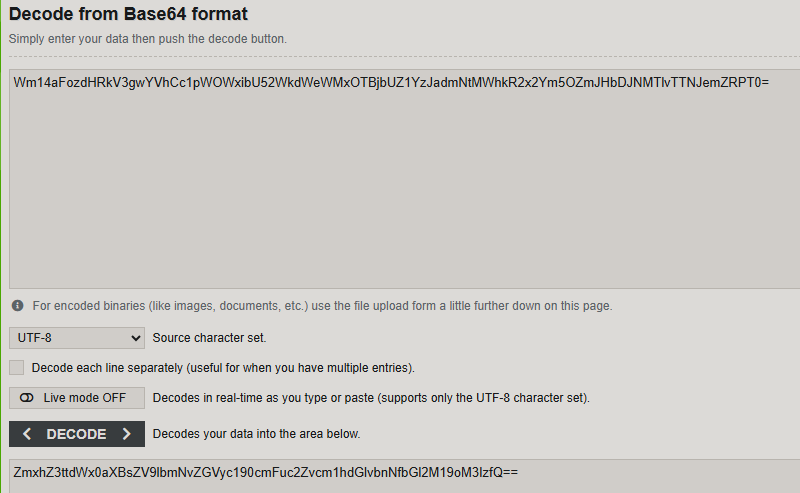 Decode from Base64 format
Simply enter your data then push the decode button.
Wm14aFozdHRkV3gwYVhCc1pWOWxibU52WkdWeWMxOTBjbUZ1YzJadmNtMWhkR2x2Ym5OZmJHbDJNMTlvTTNJemZRPT0=
For encoded binaries (like images, documents, etc.) use the file upload form a little further down on this page.
UTF-8 Source character set.
Decode each line separately (useful for when you have multiple entries).
Live mode OFF Decodes in real-time as you type or paste (supports only the UTF-8 character set).
< DECODE > Decodes your data into the area below.
ZmxhZ3ttdWx0aXBsZV9lbmNvZGVyc190cmFuc2Zvcm1hdGlvbnNfbGl2M19oM3IzfQ==